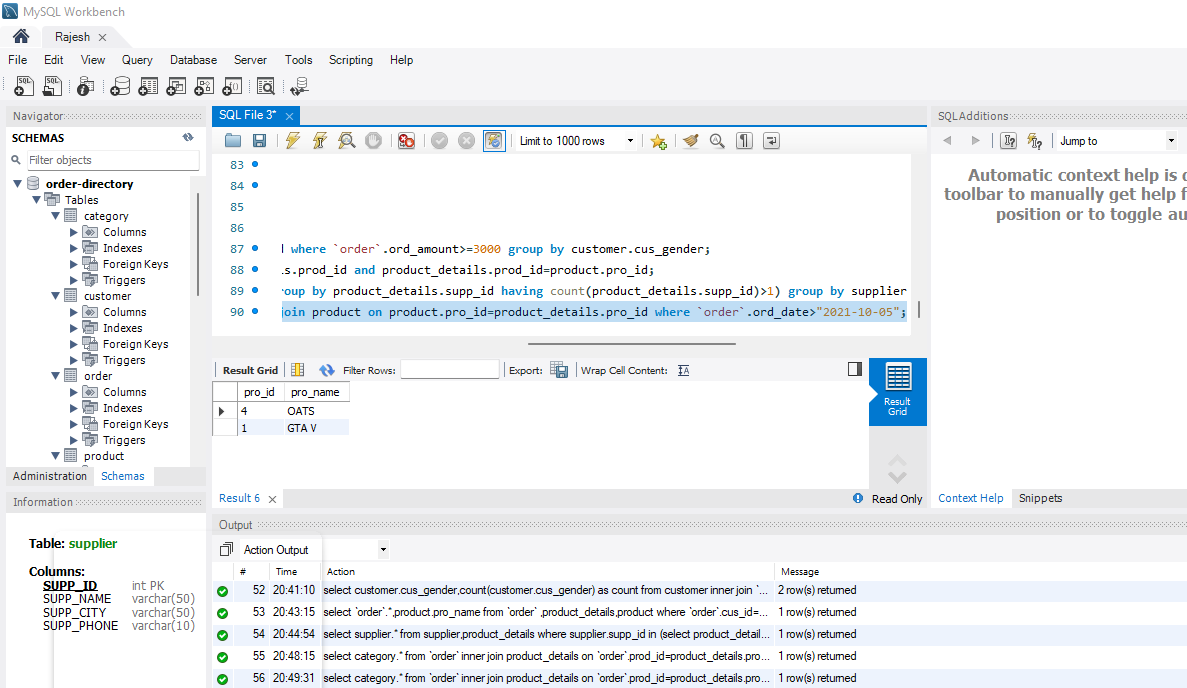 MySQL Workbench
Rajesh
File Edit View Query Database Server Tools Scripting Help
Navigator
SCHEMAS
Filter objects
order-directory
Tables
category
Columns
Indexes
Foreign Keys
Triggers
customer
Columns
Indexes
Foreign Keys
Triggers
order
Columns
Indexes
Foreign Keys
Triggers
product
Administration Schemas
Information
Table: supplier
Columns:
SUPP_ID int PK
SUPP_NAME varchar(50)
SUPP_CITY varchar(50)
SUPP_PHONE varchar(10)
SQL File 3*
Limit to 1000 rows
83
84
85
86
87 where `order`.ord_amount>=3000 group by customer.cus_gender;
88 .prod_id and product_details.prod_id=product.pro_id;
89 oup by product_details.supp_id having count(product_details.supp_id)>1) group by supplier
90 join product on product.pro_id=product_details.pro_id where `order`.ord_date>"2021-10-05";
Result Grid Filter Rows: Export: Wrap Cell Content:
pro_id pro_name
4 OATS
1 GTA V
Result
Grid
Result 6
Read Only
SQLAdditions
Jump to
Automatic context help is
toolbar to manually get help
position or to toggle au
Context Help Snippets
Output
Action Output
# Time Action Message
52 20:41:10 select customer.cus_gender,count(customer.cus_gender) as count from customer inner join `... 2 row(s) returned
53 20:43:15 select `order`.*,product.pro_name from `order` ,product_details,product where `order`.cus_id=... 1 row(s) returned
54 20:44:54 select supplier.* from supplier,product_details where supplier.supp_id in (select product_detail... 1 row(s) returned
55 20:48:15 select category.* from `order` inner join product_details on `order`.prod_id=product_details.pro... 1 row(s) returned
56 20:49:31 select category.* from `order` inner join product_details on `order`.prod_id=product_details.pro... 1 row(s) returned